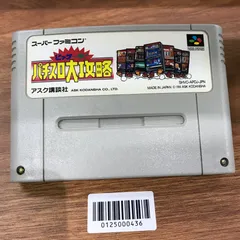 スーパーファミコン
パチスロ大攻略
アスク講談社
ASK KODANSHA CO., LTD.
MADE IN JAPAN
0125000436